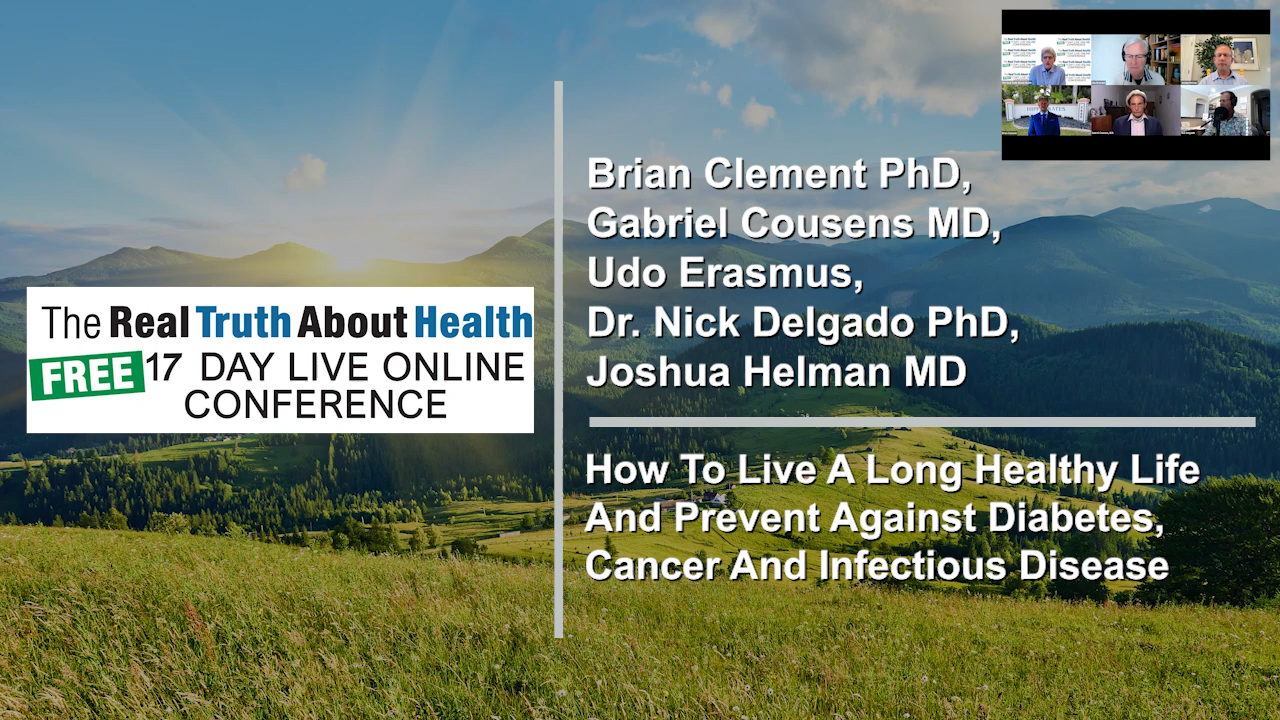 The Real Truth About Health
FREE 17 DAY LIVE ONLINE
CONFERENCE
Brian Clement PhD,
Gabriel Cousens MD,
Udo Erasmus,
Dr. Nick Delgado PhD,
Joshua Helman MD
How To Live A Long Healthy Life
And Prevent Against Diabetes,
Cancer And Infectious Disease